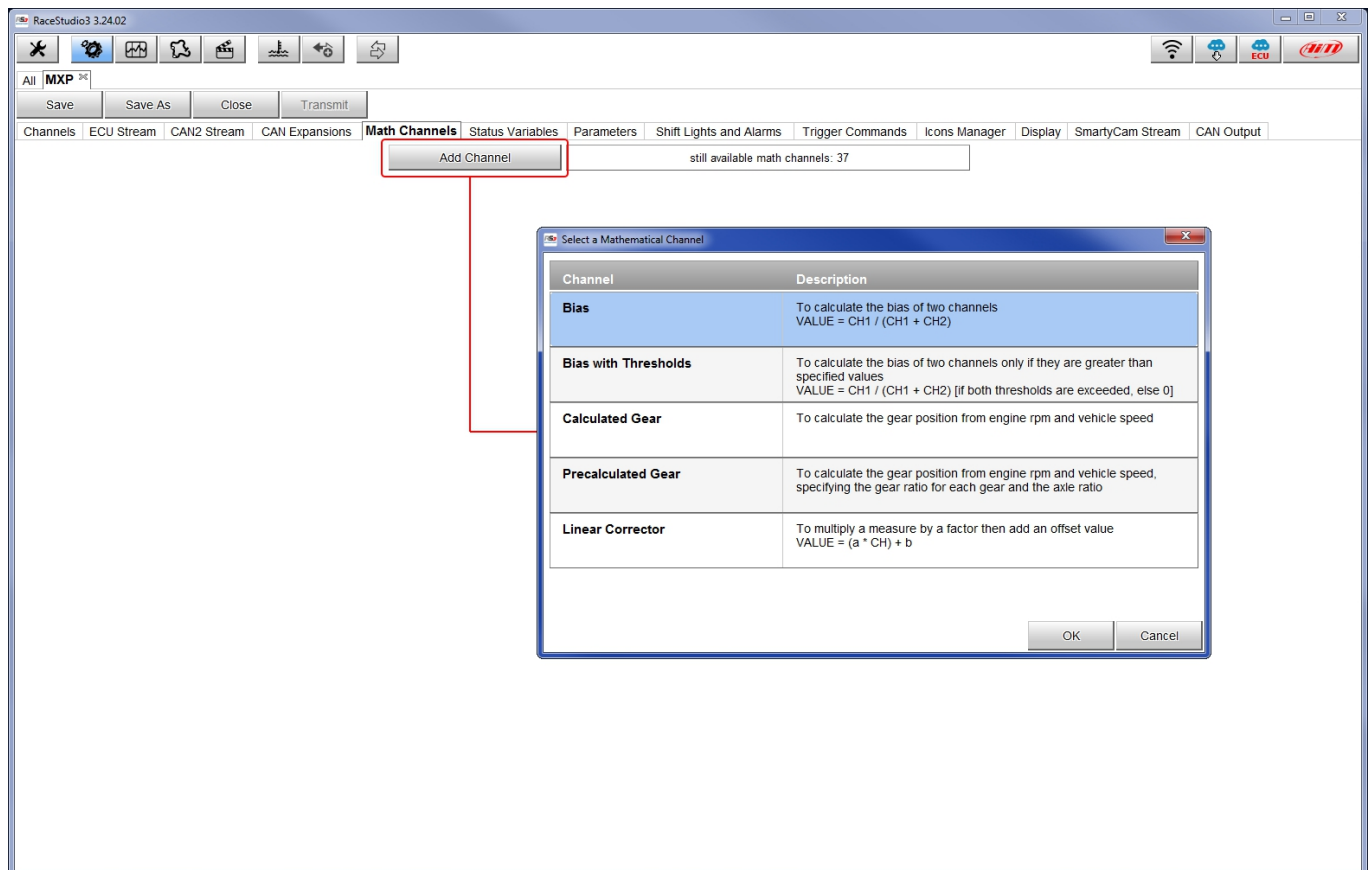 RaceStudio3 3.24.02
ECU
AiM
All MXP
Save Save As Close Transmit
Channels ECU Stream CAN2 Stream CAN Expansions Math Channels Status Variables Parameters Shift Lights and Alarms Trigger Commands Icons Manager Display SmartyCam Stream CAN Output
Add Channel still available math channels: 37
Select a Mathematical Channel
Channel Description
Bias To calculate the bias of two channels
VALUE = CH1 / (CH1 + CH2)
Bias with Thresholds To calculate the bias of two channels only if they are greater than
specified values
VALUE = CH1 / (CH1 + CH2) [if both thresholds are exceeded, else 0]
Calculated Gear To calculate the gear position from engine rpm and vehicle speed
Precalculated Gear To calculate the gear position from engine rpm and vehicle speed,
specifying the gear ratio for each gear and the axle ratio
Linear Corrector To multiply a measure by a factor then add an offset value
VALUE = (a * CH) + b
OK Cancel